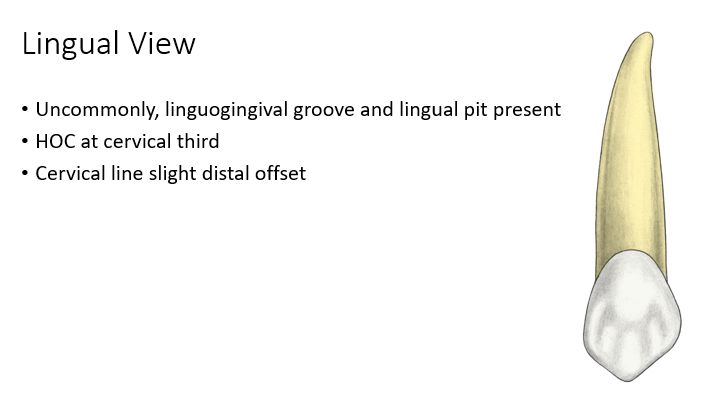 Lingual View
• Uncommonly, linguogingival groove and lingual pit present
• HOC at cervical third
• Cervical line slight distal offset